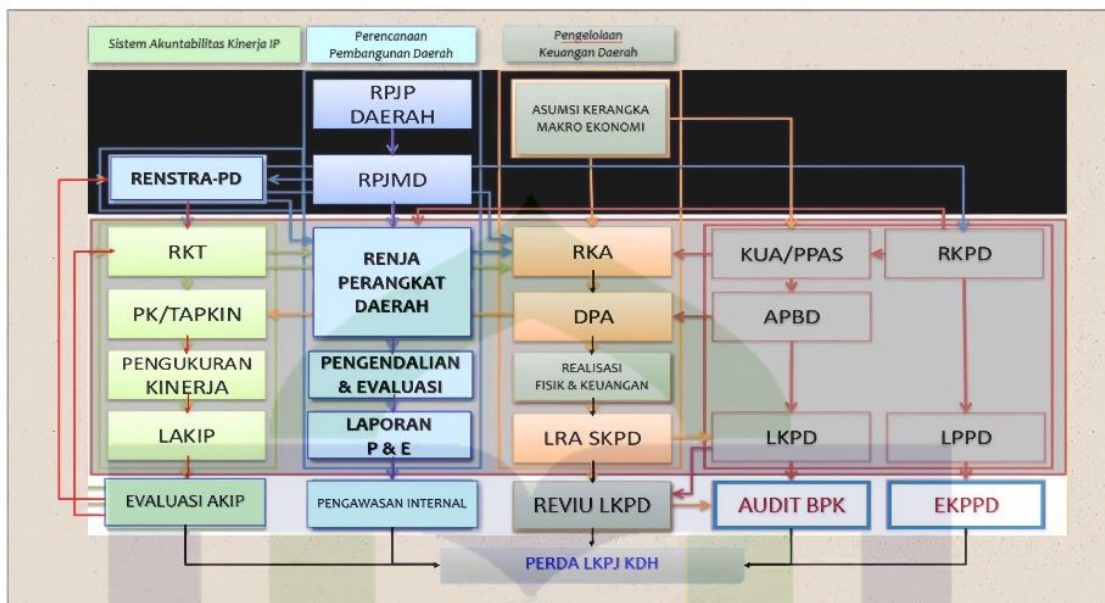 Sistem Akuntabilitas Kinerja IP
Perencanaan
Pembangunan Daerah
Pengelolaan
Keuangan Daerah
RPJP
DAERAH
ASUMSI KERANGKA
MAKRO EKONOMI
RENSTRA-PD
RPJMD
RKT
RENJA
PERANGKAT
DAERAH
RKA
KUA/PPAS
RKPD
PK/TAPKIN
DPA
APBD
PENGUKURAN
KINERJA
PENGENDALIAN
& EVALUASI
REALISASI
FISIK & KEUANGAN
LAKIP
LAPORAN
P & E
LRA SKPD
LKPD
LPPD
EVALUASI AKIP
PENGAWASAN INTERNAL
REVIU LKPD
AUDIT BPK
EKPPD
PERDA LKPJ KDH